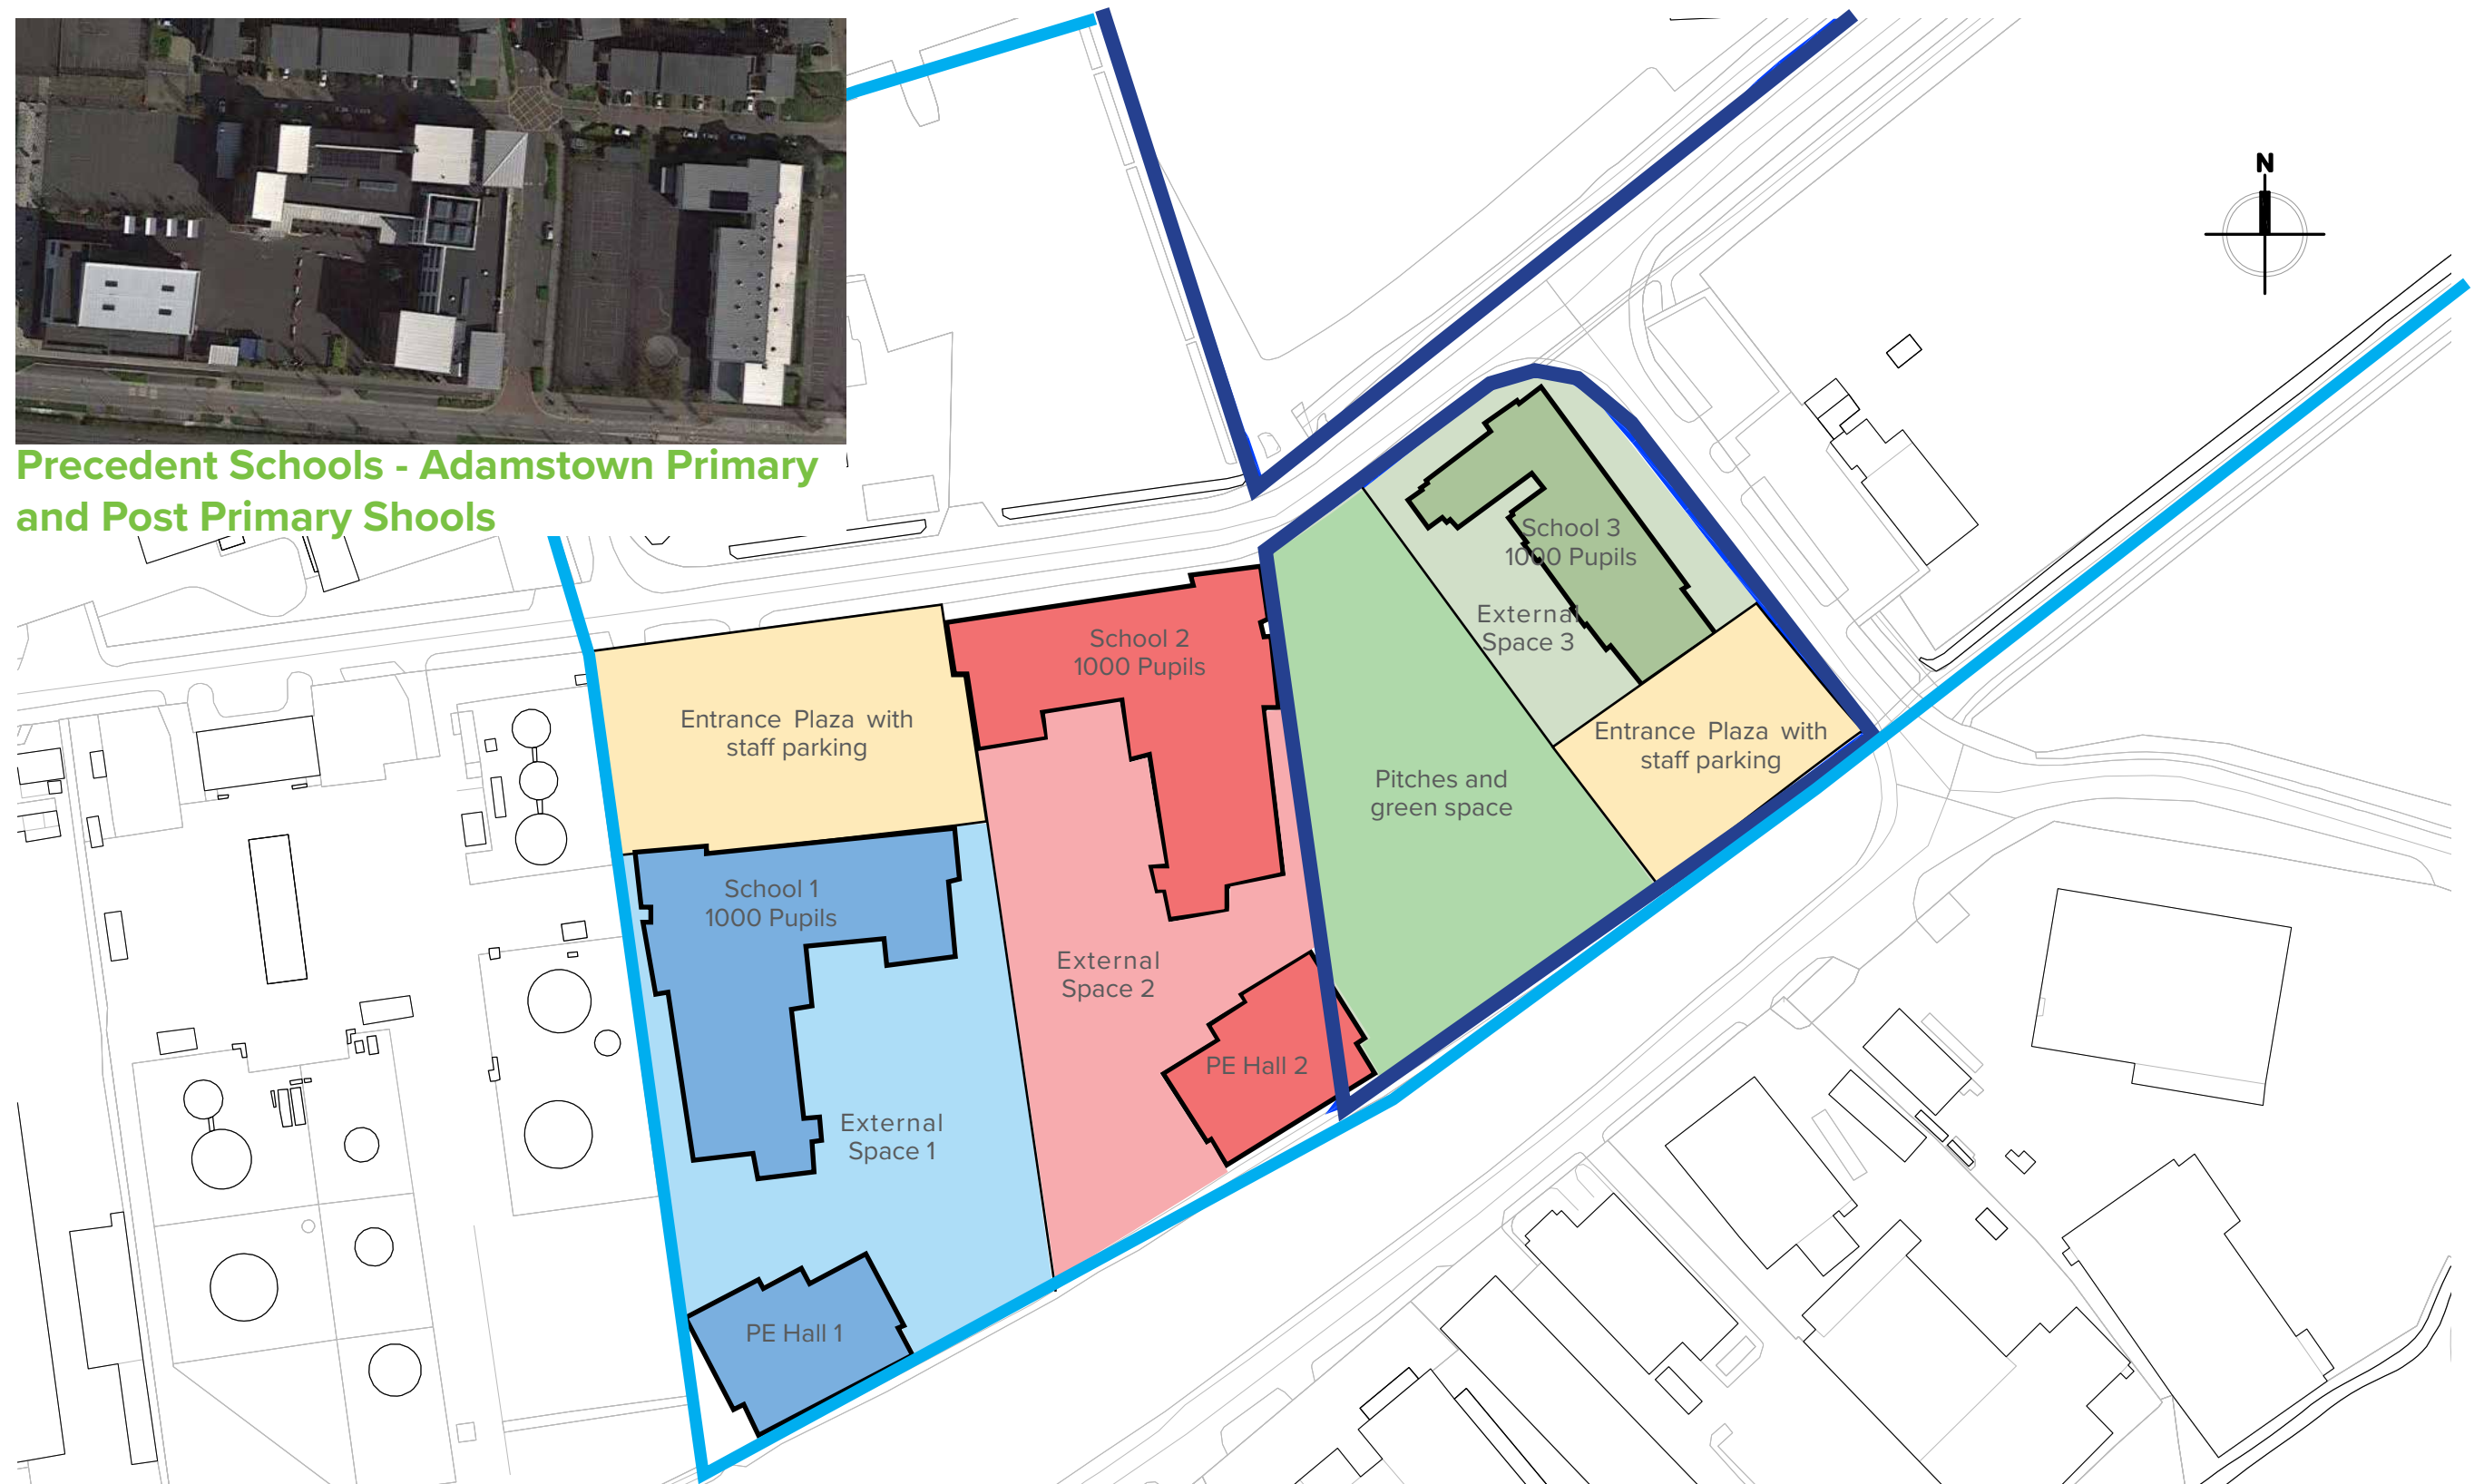 Precedent Schools - Adamstown Primary
and Post Primary Shools
N
School 3
1000 Pupils
External
Space 3
School 2
1000 Pupils
Entrance Plaza with
staff parking
Entrance Plaza with
staff parking
Pitches and
green space
School 1
1000 Pupils
External
Space 2
PE Hall 2
External
Space 1
PE Hall 1